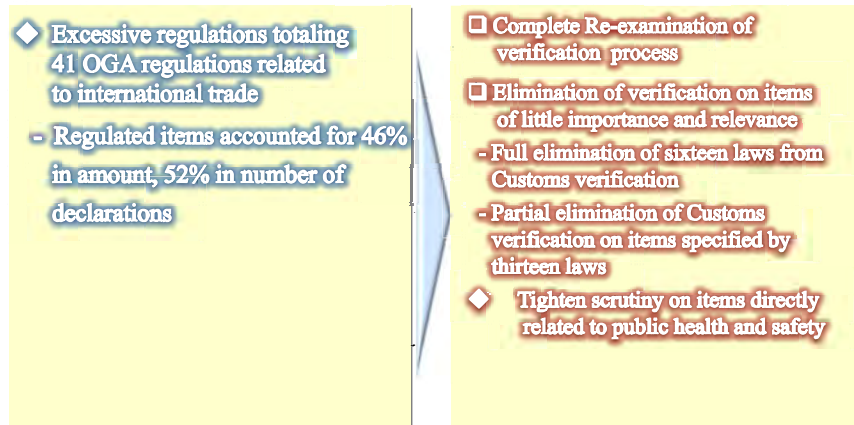 ◆ Excessive regulations totaling
41 OGA regulations related
to international trade
- Regulated items accounted for 46%
in amount, 52% in number of
declarations
❑ Complete Re-examination of
verification process
❑ Elimination of verification on items
of little importance and relevance
- Full elimination of sixteen laws from
Customs verification
- Partial elimination of Customs
verification on items specified by
thirteen laws
◆ Tighten scrutiny on items directly
related to public health and safety